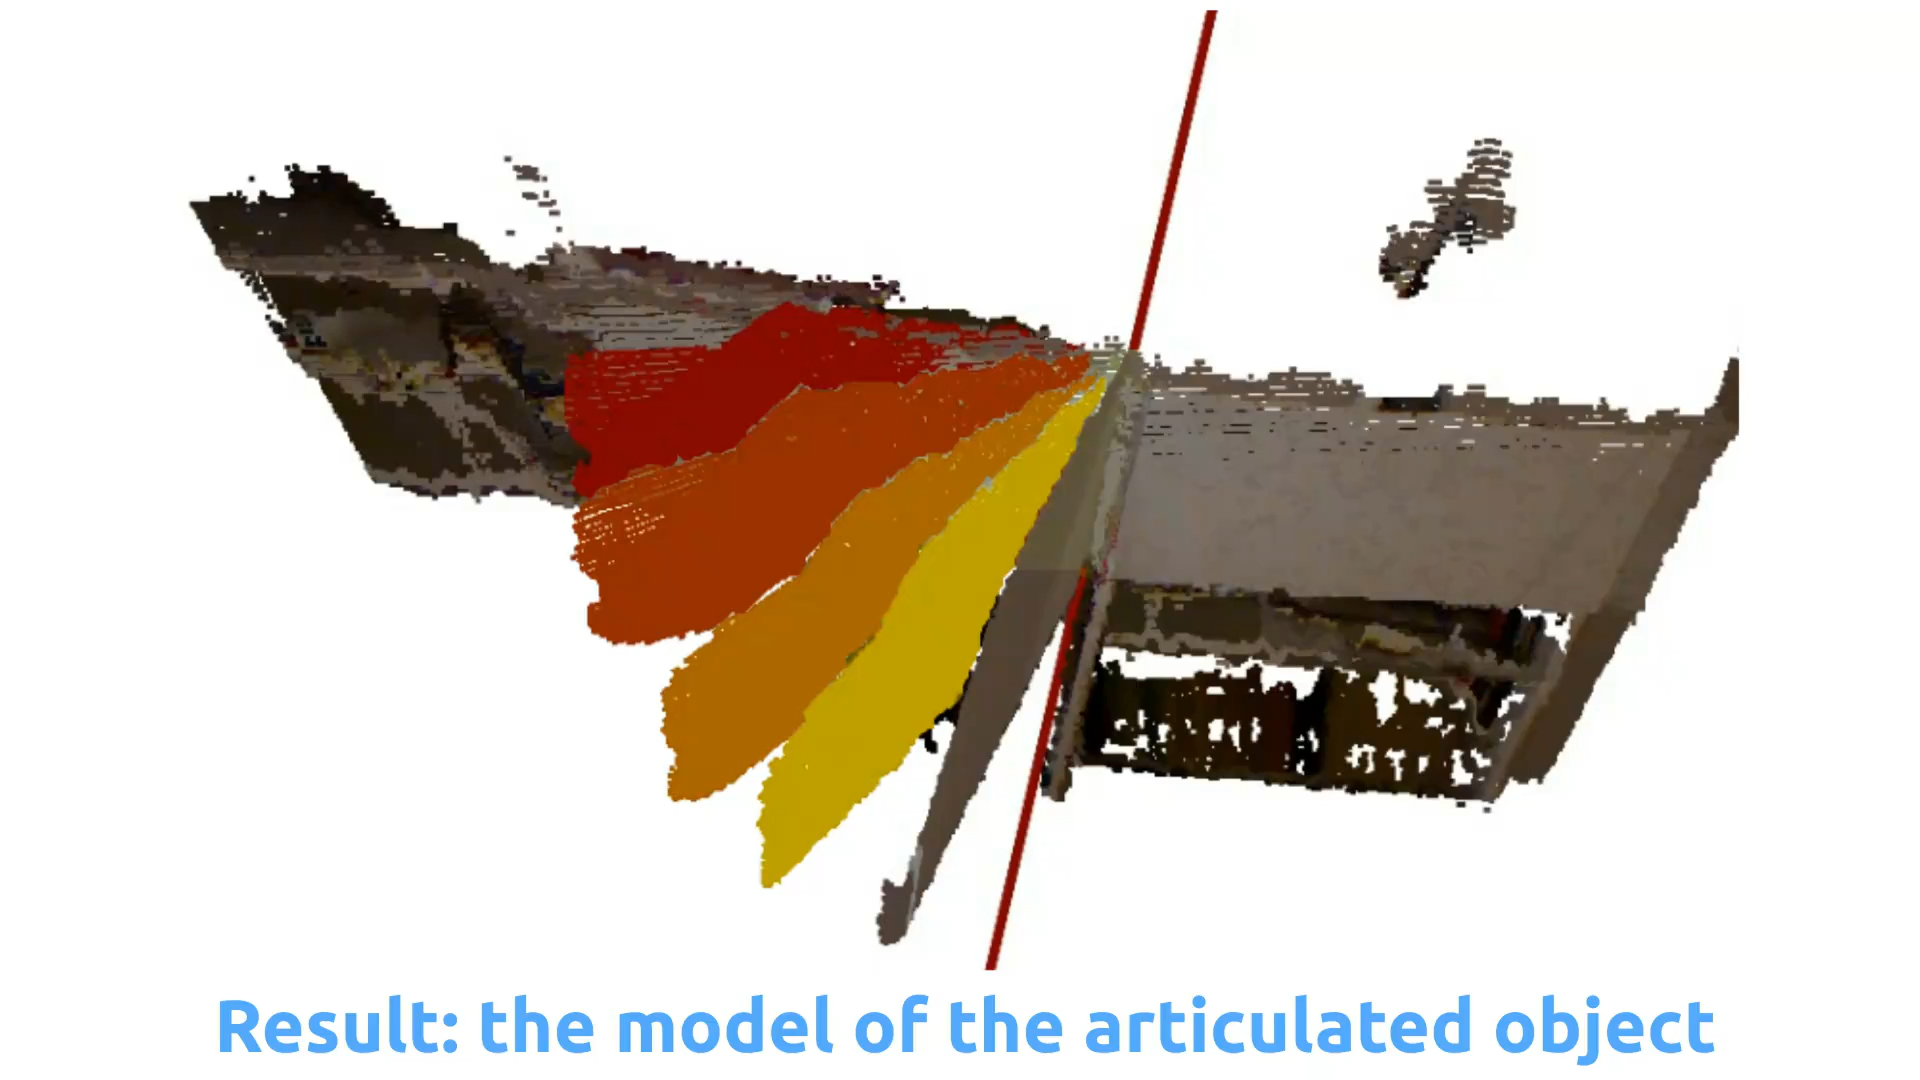 Result: the model of the articulated object